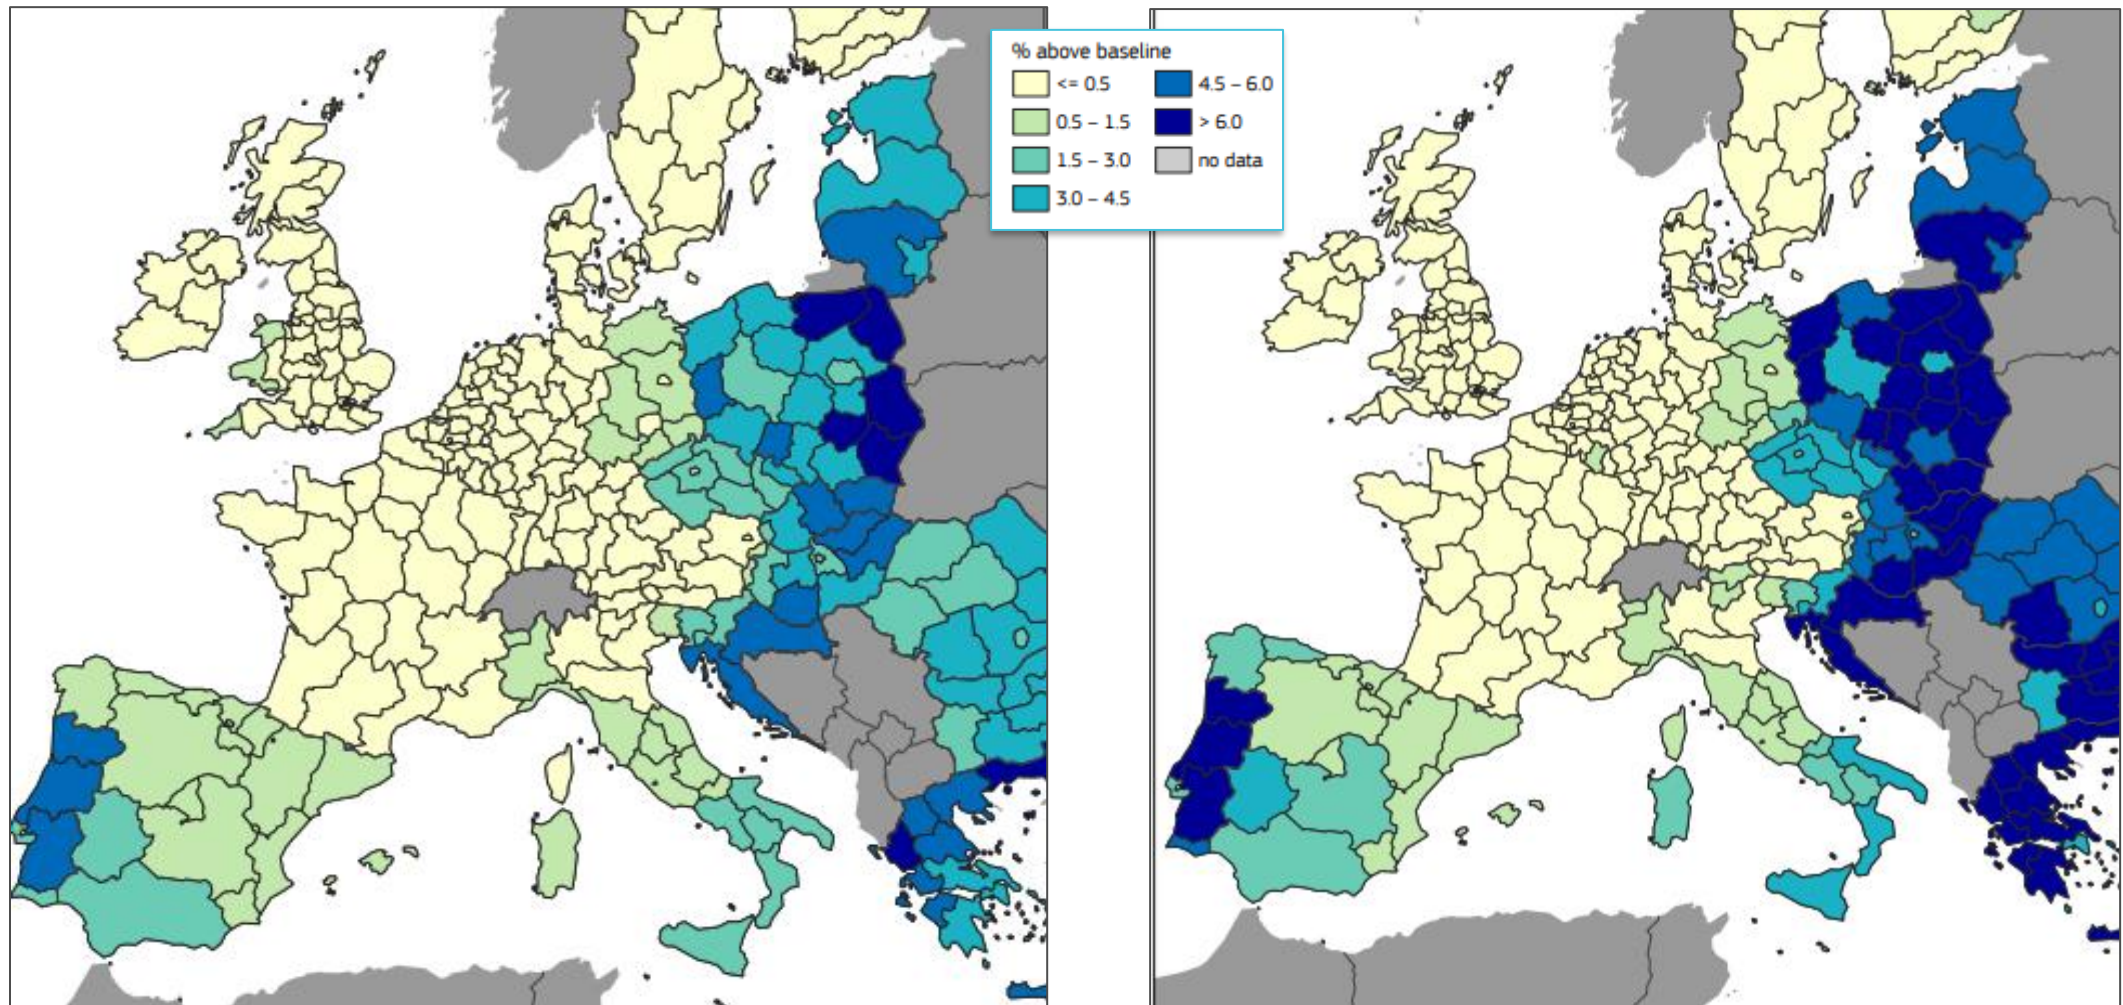 % above baseline
<= 0.5
4.5 – 6.0
0.5 – 1.5
> 6.0
1.5 – 3.0
no data
3.0 – 4.5